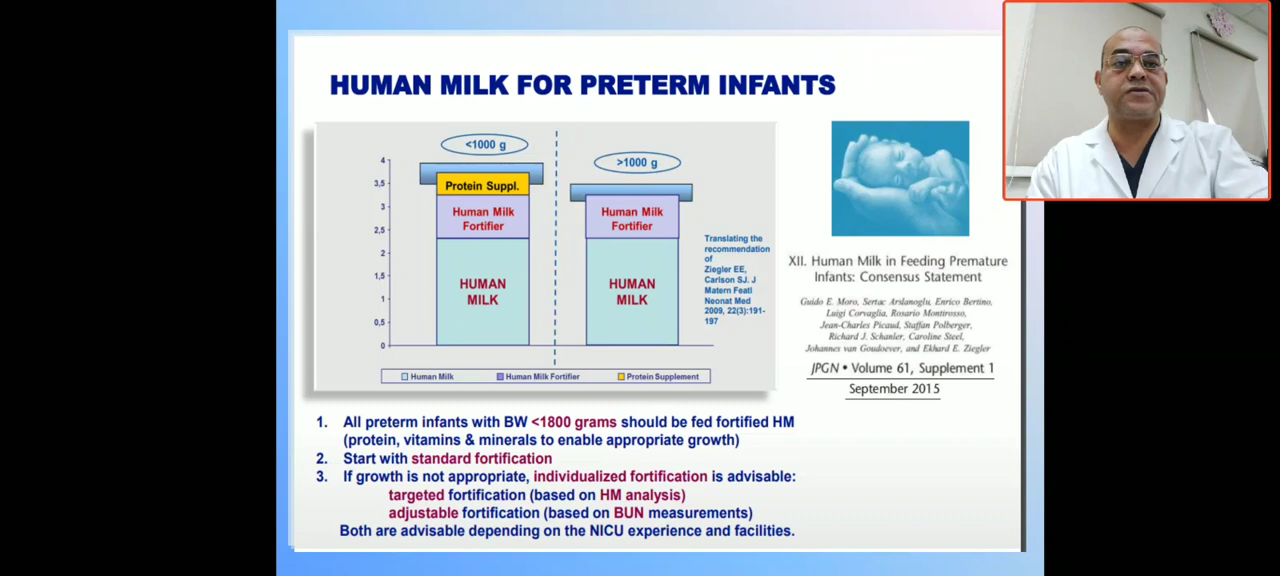 HUMAN MILK FOR PRETERM INFANTS
<1000 g
>1000 g
4
3,5
3
2,5
2
1,5
1
0,5
0
Protein Suppl.
Human Milk
Fortifier
HUMAN
MILK
Human Milk
Fortifier
HUMAN
MILK
Translating the
recommendation
of
Ziegler EE,
Carlson SJ. J
Matern Featl
Neonat Med
2009, 22(3):191-
197
Human Milk
Human Milk Fortifier
Protein Supplement
XII. Human Milk in Feeding Premature
Infants: Consensus Statement
Guido E. Moro, Sertac Arslanoglu, Enrico Bertino,
Luigi Corvaglia, Rosario Montirosso,
Jean-Charles Picaud, Staffan Polberger,
Richard J. Schanler, Caroline Steel,
Johannes van Goudoever, and Ekhard E. Ziegler
JPGN • Volume 61, Supplement 1
September 2015
1. All preterm infants with BW <1800 grams should be fed fortified HM
(protein, vitamins & minerals to enable appropriate growth)
2. Start with standard fortification
3. If growth is not appropriate, individualized fortification is advisable:
targeted fortification (based on HM analysis)
adjustable fortification (based on BUN measurements)
Both are advisable depending on the NICU experience and facilities.